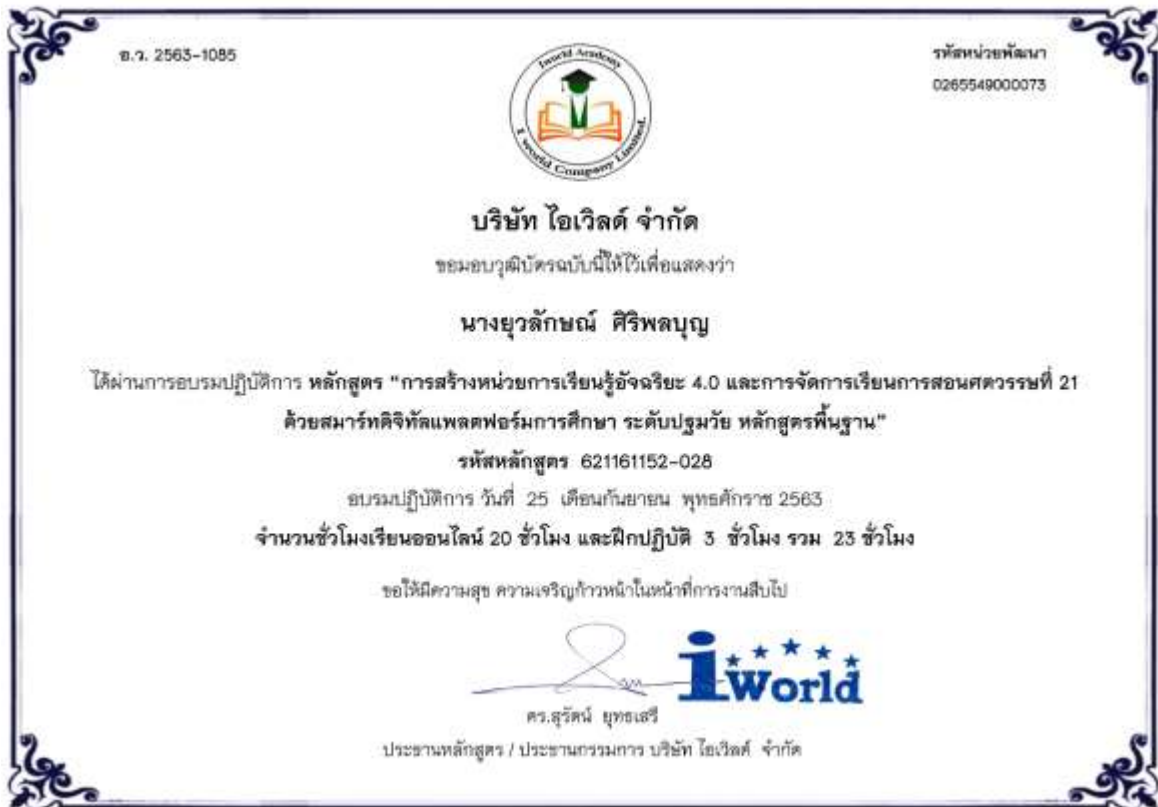 อ.ว. 2563-1085
รหัสหน่วยพัฒนา
0265549000073
Iworld Academy
I world Company Limited.
บริษัท ไอเวิลด์ จำกัด
ขอมอบวุฒิบัตรฉบับนี้ให้ไว้เพื่อแสดงว่า
นางยุวลักษณ์ ศิริพลบุญ
ได้ผ่านการอบรมปฏิบัติการ หลักสูตร “การสร้างหน่วยการเรียนรู้อัจฉริยะ 4.0 และการจัดการเรียนการสอนศตวรรษที่ 21
ด้วยสมาร์ทดิจิทัลแพลตฟอร์มการศึกษา ระดับปฐมวัย หลักสูตรพื้นฐาน”
รหัสหลักสูตร 621161152-028
อบรมปฏิบัติการ วันที่ 25 เดือนกันยายน พุทธศักราช 2563
จำนวนชั่วโมงเรียนออนไลน์ 20 ชั่วโมง และฝึกปฏิบัติ 3 ชั่วโมง รวม 23 ชั่วโมง
ขอให้มีความสุข ความเจริญก้าวหน้าในหน้าที่การงานสืบไป
iWorld
ดร.สุรัตน์ ยุทธเสรี
ประธานหลักสูตร / ประธานกรรมการ บริษัท ไอเวิลด์ จำกัด